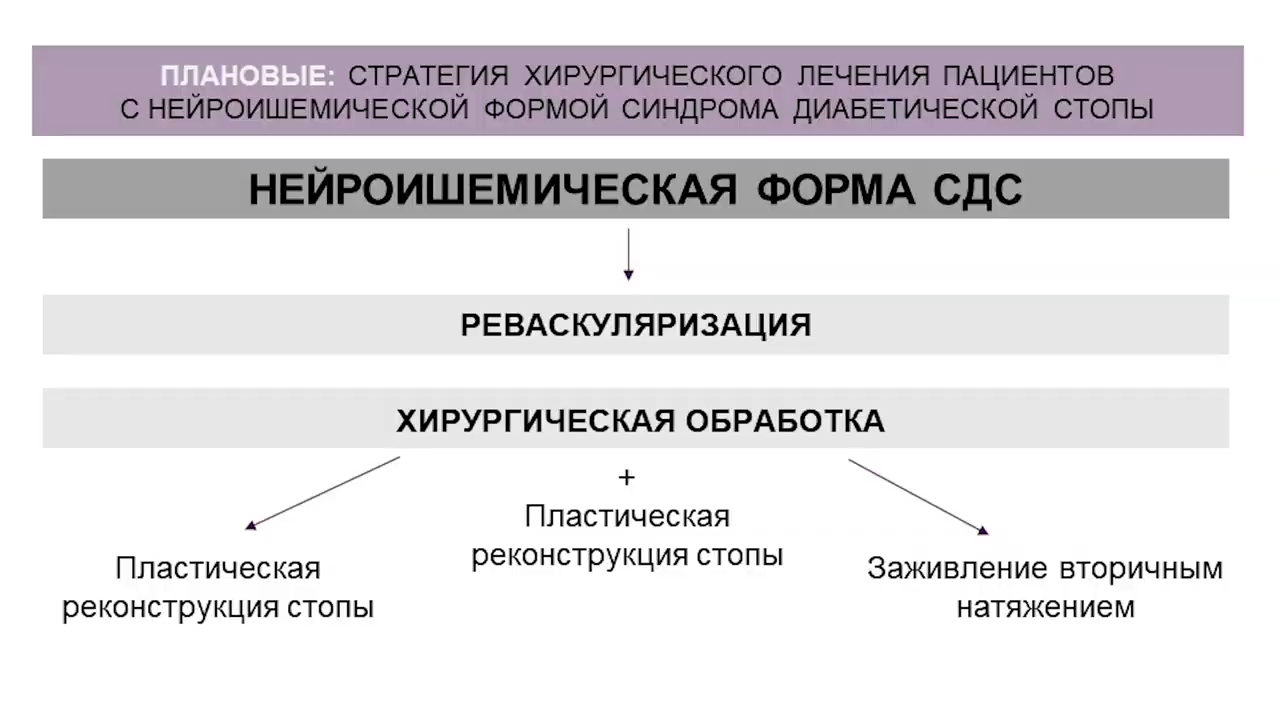 ПЛАНОВЫЕ: СТРАТЕГИЯ ХИРУРГИЧЕСКОГО ЛЕЧЕНИЯ ПАЦИЕНТОВ
С НЕЙРОИШЕМИЧЕСКОЙ ФОРМОЙ СИНДРОМА ДИАБЕТИЧЕСКОЙ СТОПЫ
НЕЙРОИШЕМИЧЕСКАЯ ФОРМА СДС
РЕВАСКУЛЯРИЗАЦИЯ
ХИРУРГИЧЕСКАЯ ОБРАБОТКА
+
Пластическая
реконструкция стопы
Пластическая
реконструкция стопы
Заживление вторичным
натяжением